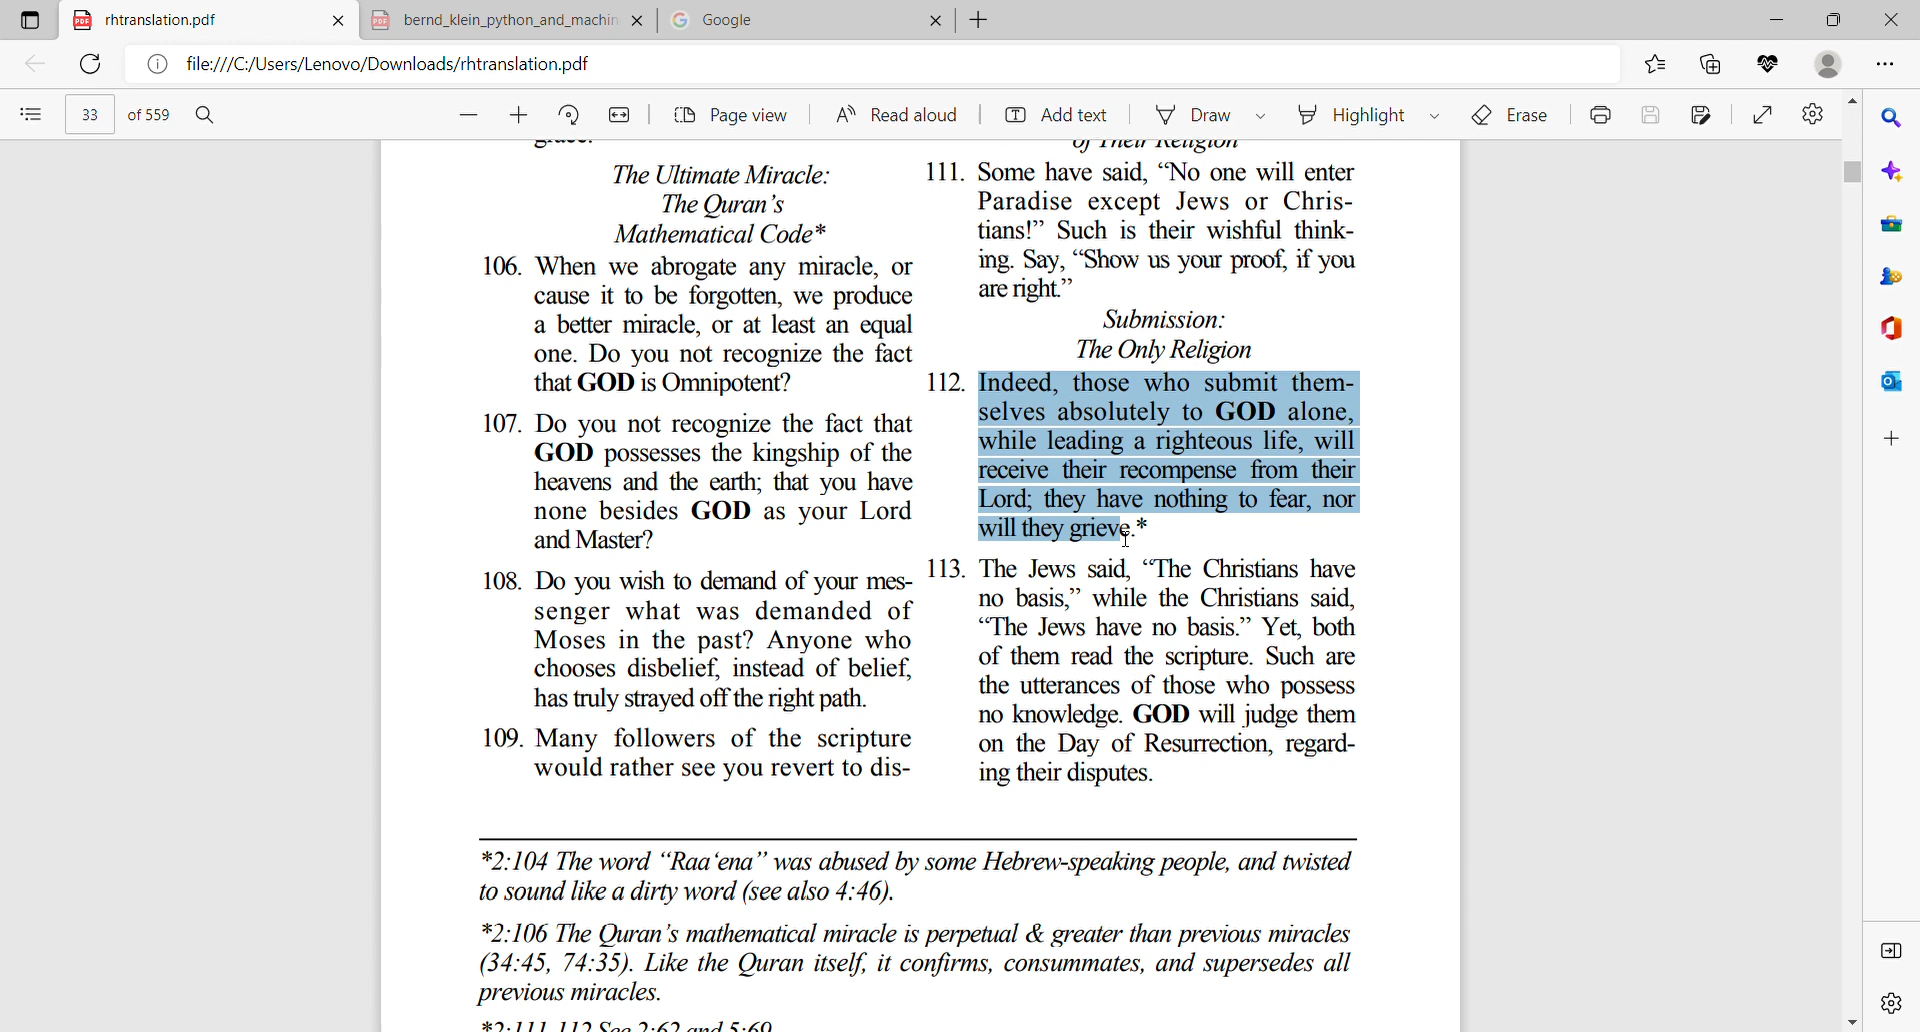 rhtranslation.pdf
bernd_klein_python_and_machin
Google
file:///C:/Users/Lenovo/Downloads/rhtranslation.pdf
33 of 559
Page view
Read aloud
Add text
Draw
Highlight
Erase
grace.
The Ultimate Miracle:
The Quran’s
Mathematical Code*
106. When we abrogate any miracle, or
cause it to be forgotten, we produce
a better miracle, or at least an equal
one. Do you not recognize the fact
that GOD is Omnipotent?
107. Do you not recognize the fact that
GOD possesses the kingship of the
heavens and the earth; that you have
none besides GOD as your Lord
and Master?
108. Do you wish to demand of your mes-
senger what was demanded of
Moses in the past? Anyone who
chooses disbelief, instead of belief,
has truly strayed off the right path.
109. Many followers of the scripture
would rather see you revert to dis-
of Their Religion
111. Some have said, “No one will enter
Paradise except Jews or Chris-
tians!” Such is their wishful think-
ing. Say, “Show us your proof, if you
are right.”
Submission:
The Only Religion
112. Indeed, those who submit them-
selves absolutely to GOD alone,
while leading a righteous life, will
receive their recompense from their
Lord; they have nothing to fear, nor
will they grieve.*
113. The Jews said, “The Christians have
no basis,” while the Christians said,
“The Jews have no basis.” Yet, both
of them read the scripture. Such are
the utterances of those who possess
no knowledge. GOD will judge them
on the Day of Resurrection, regard-
ing their disputes.
*2:104 The word “Raa‘ena” was abused by some Hebrew-speaking people, and twisted
to sound like a dirty word (see also 4:46).
*2:106 The Quran’s mathematical miracle is perpetual & greater than previous miracles
(34:45, 74:35). Like the Quran itself, it confirms, consummates, and supersedes all
previous miracles.
*2:111-112 See 2:62 and 5:69.